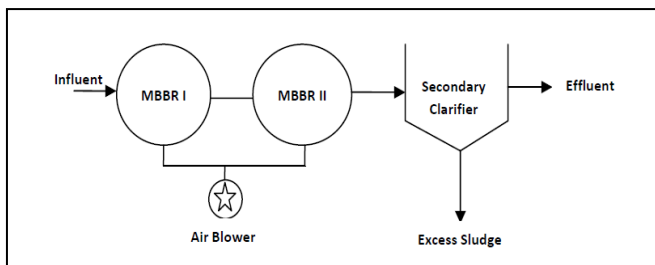 Influent
MBBR I
MBBR II
Secondary
Clarifier
Effluent
Air Blower
Excess Sludge